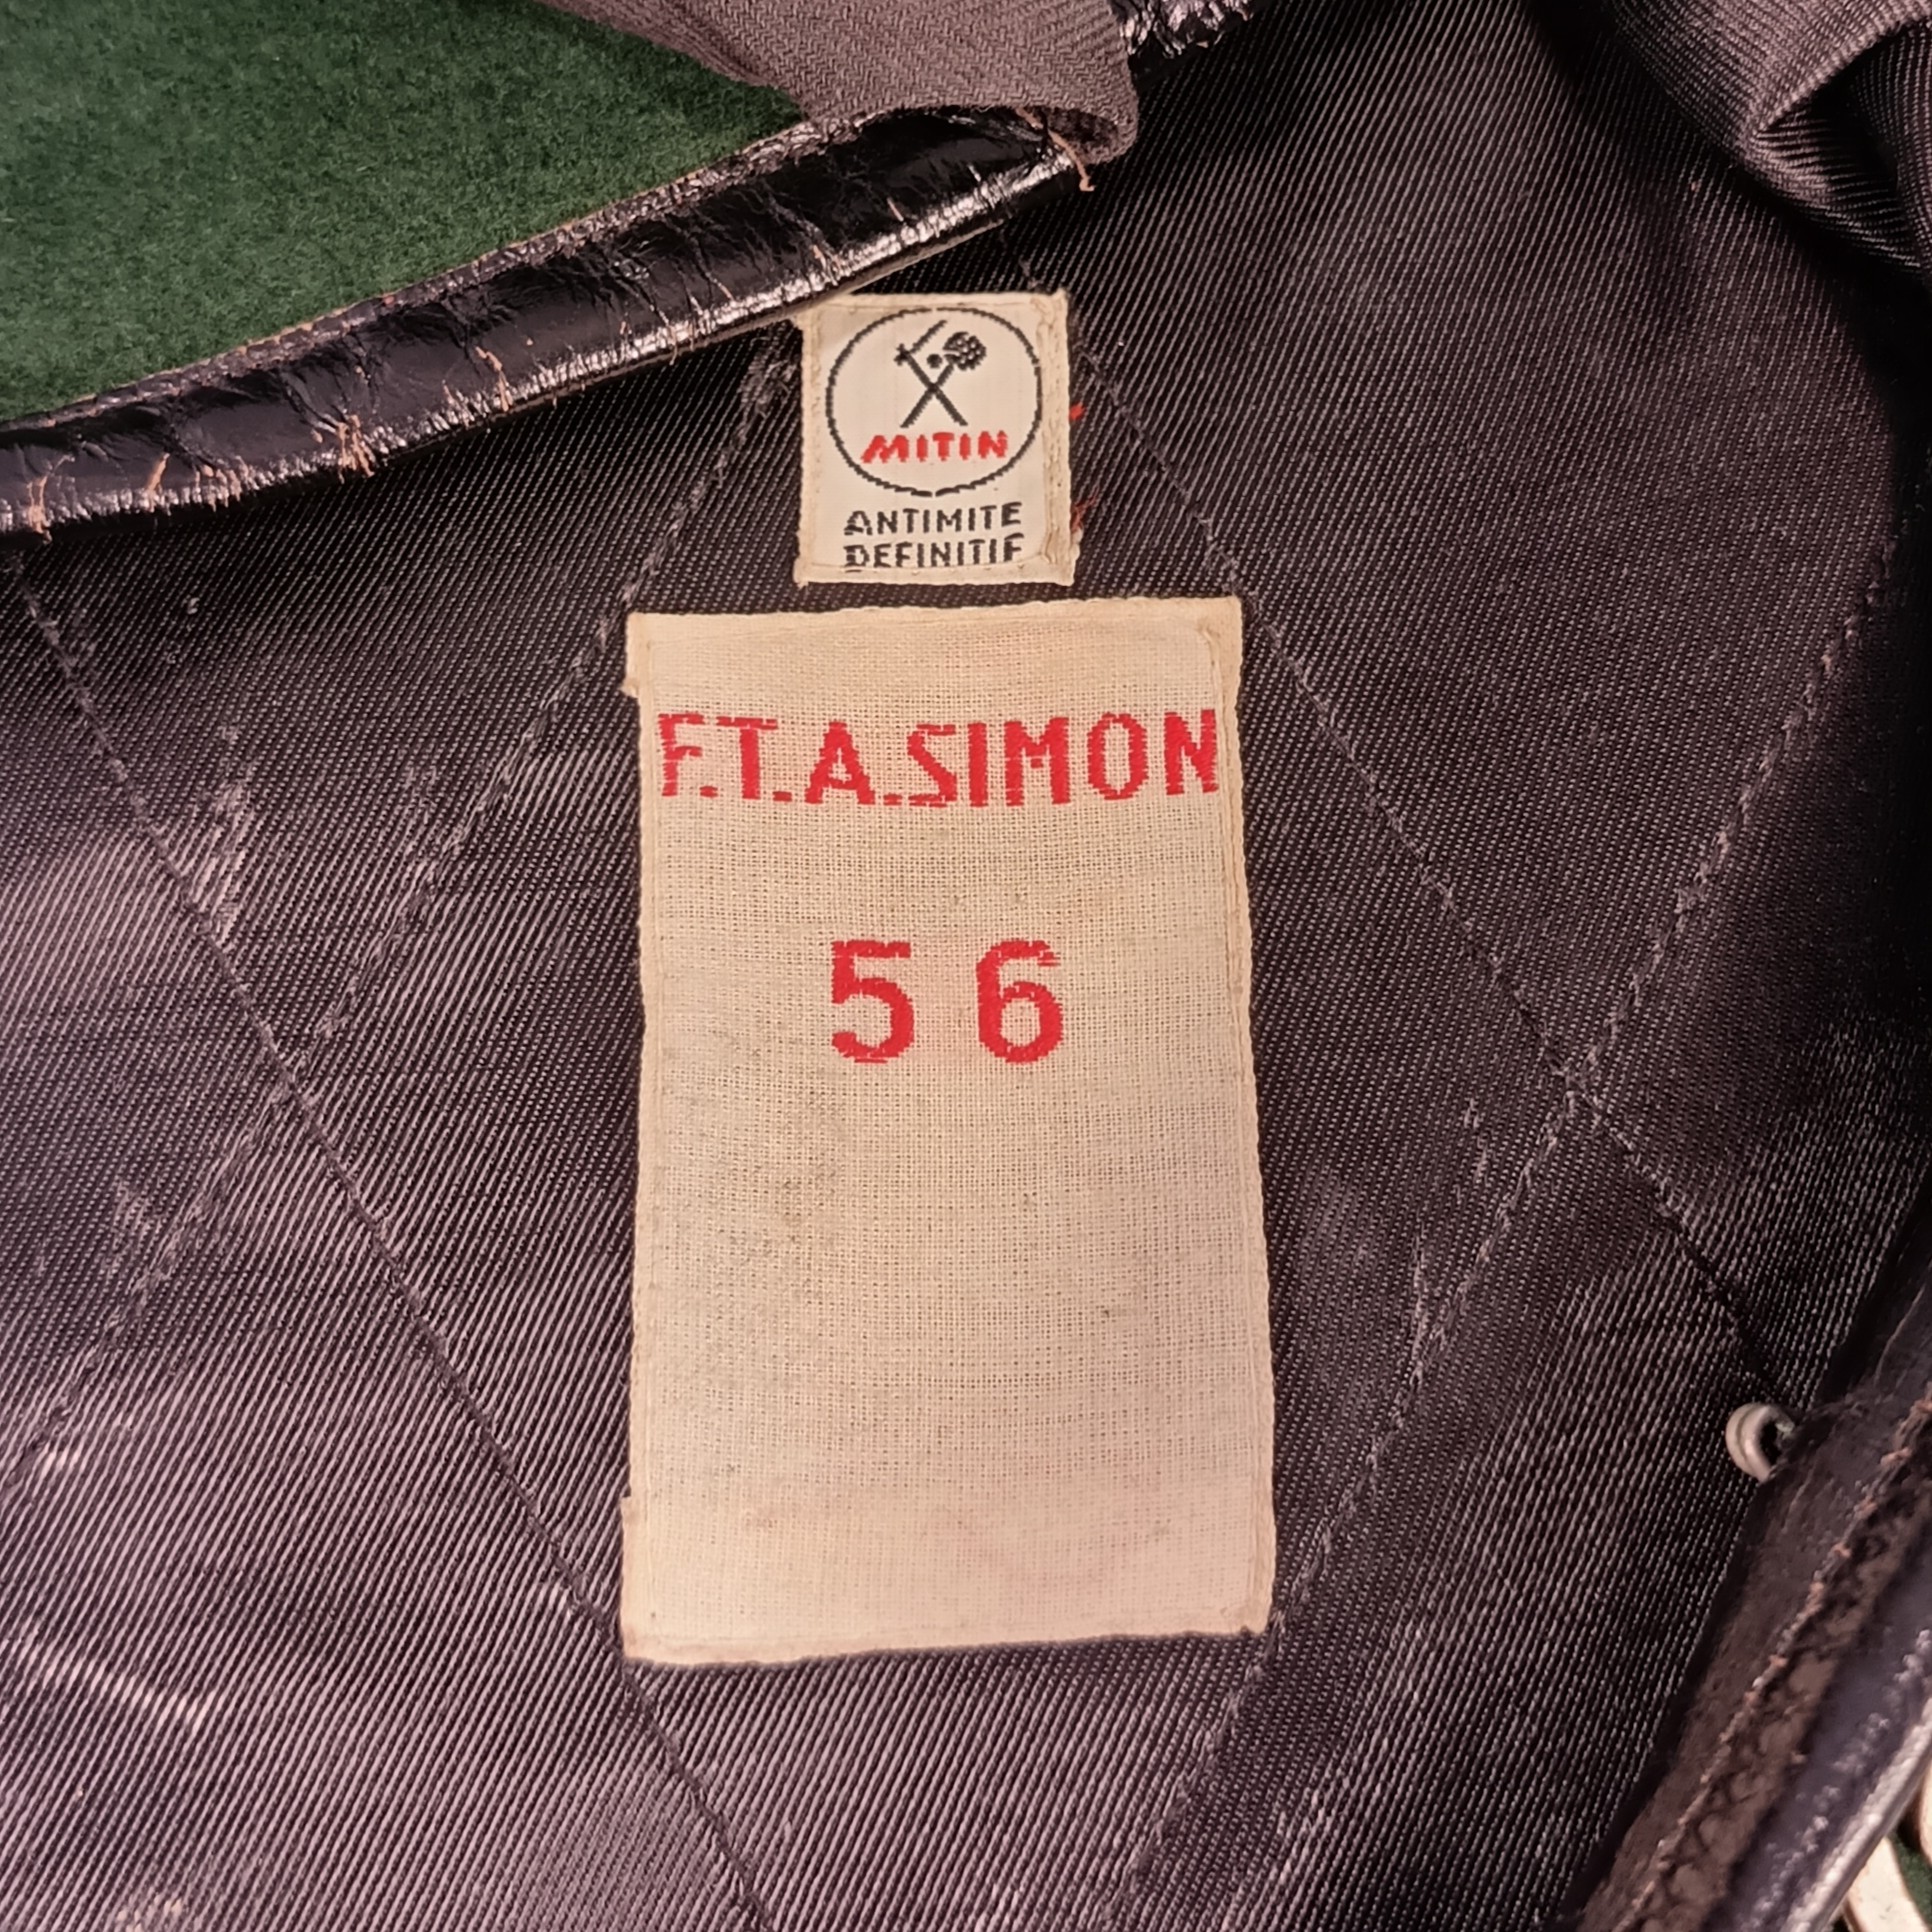 MITIN
ANTIMITE
DEFINITIF
F.T.A.SIMON
56